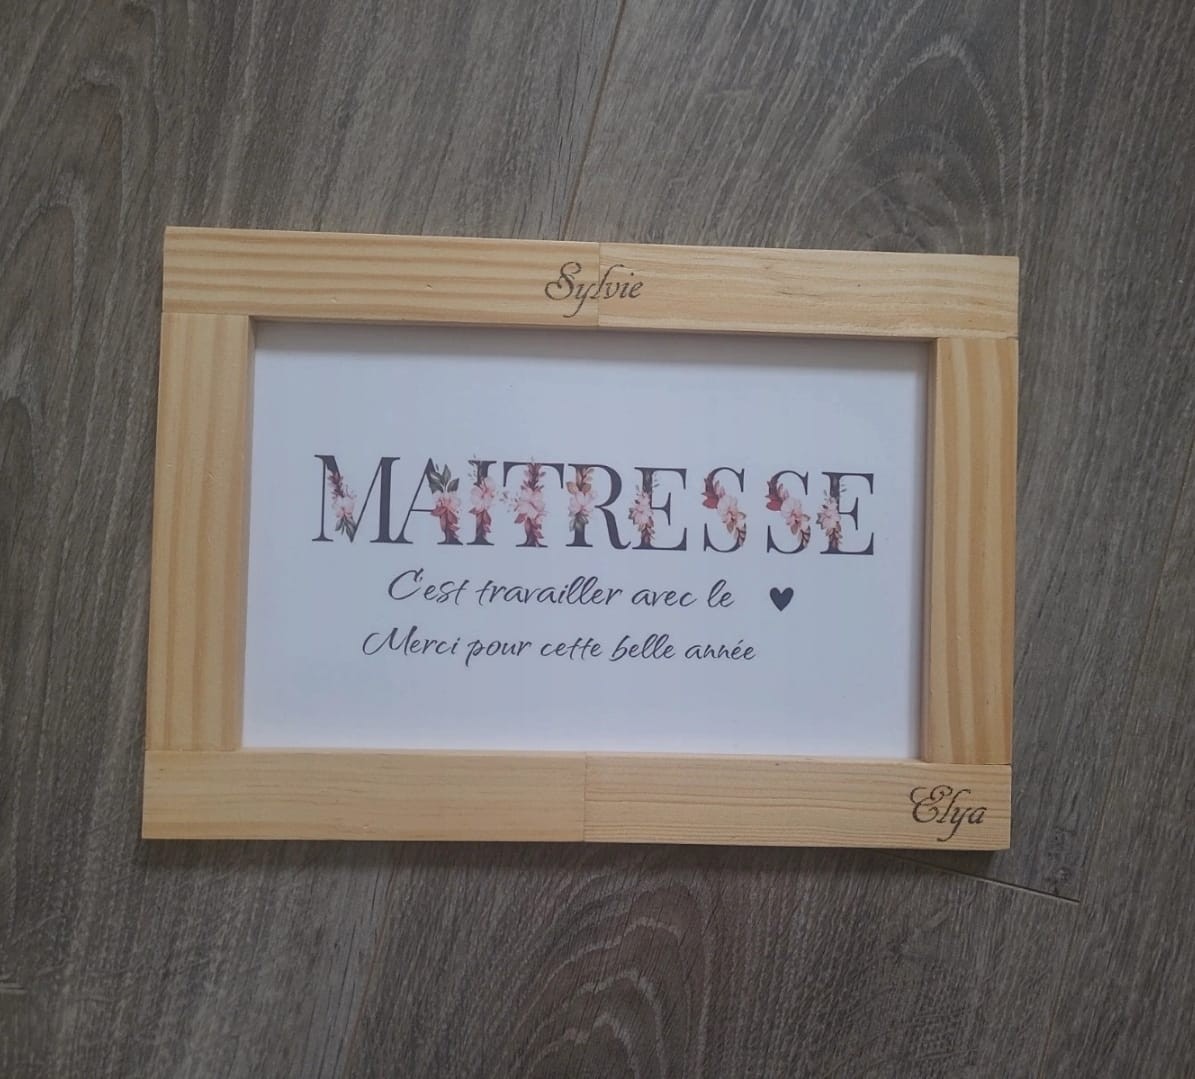 Sylvie
MAITRESSE
C'est travailler avec le ♥
Merci pour cette belle année
Elya